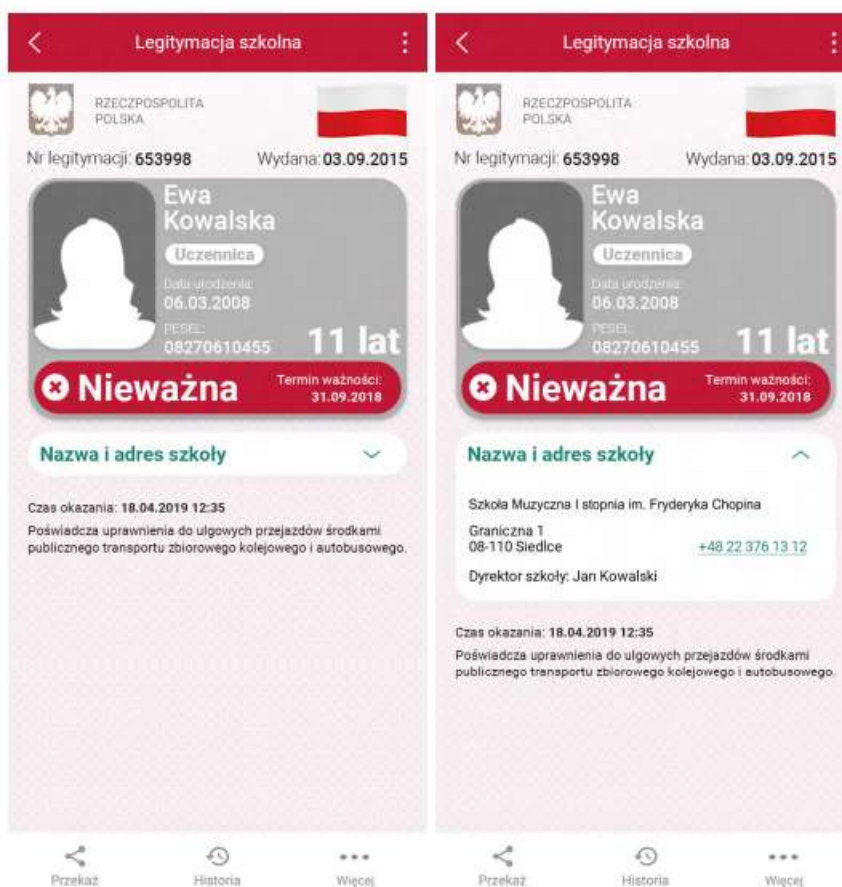 Legitymacja szkolna
RZECZPOSPOLITA
POLSKA
Nr legitymacji: 653998 Wydana: 03.09.2015
Ewa
Kowalska
Uczennica
Data urodzenia:
06.03.2008
PESEL:
08270610455 11 lat
Nieważna Termin ważności:
31.09.2018
Nazwa i adres szkoły
Czas okazania: 18.04.2019 12:35
Poświadcza uprawnienia do ulgowych przejazdów środkami
publicznego transportu zbiorowego kolejowego i autobusowego.
Przekaż Historia Więcej
Legitymacja szkolna
RZECZPOSPOLITA
POLSKA
Nr legitymacji: 653998 Wydana: 03.09.2015
Ewa
Kowalska
Uczennica
Data urodzenia:
06.03.2008
PESEL:
08270610455 11 lat
Nieważna Termin ważności:
31.09.2018
Nazwa i adres szkoły
Szkoła Muzyczna I stopnia im. Fryderyka Chopina
Graniczna 1
08-110 Siedlce +48 22 376 13 12
Dyrektor szkoły: Jan Kowalski
Czas okazania: 18.04.2019 12:35
Poświadcza uprawnienia do ulgowych przejazdów środkami
publicznego transportu zbiorowego kolejowego i autobusowego.
Przekaż Historia Więcej